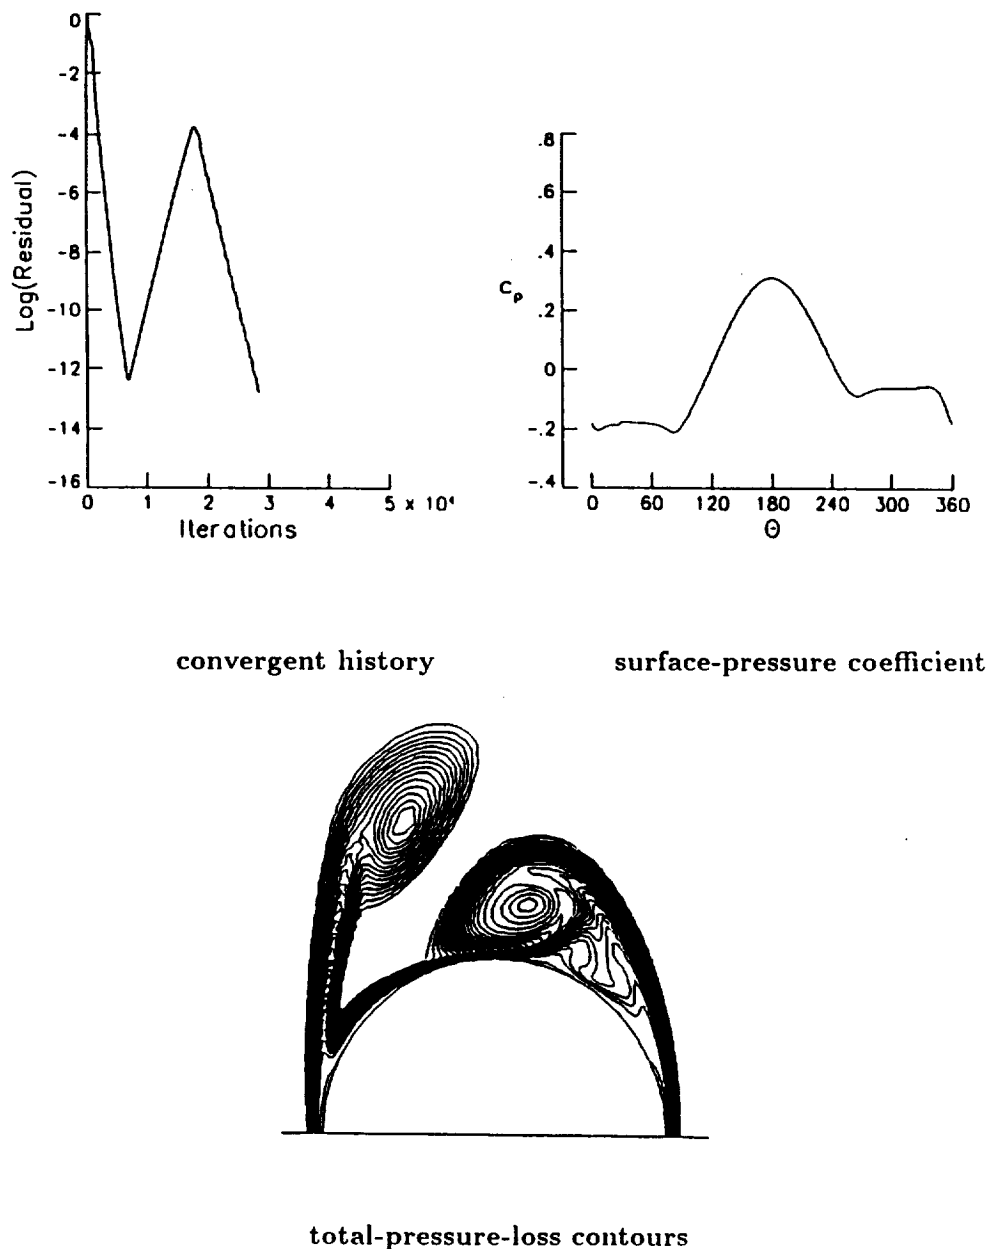 0
-2
-4
-6
-8
-10
-12
-14
-16
Log(Residual)
0 1 2 3 4 5 x 10⁴
Iterations
.8
.6
.4
.2
0
-.2
-.4
Cp
0 60 120 180 240 300 360
Θ
convergent history
surface-pressure coefficient
total-pressure-loss contours